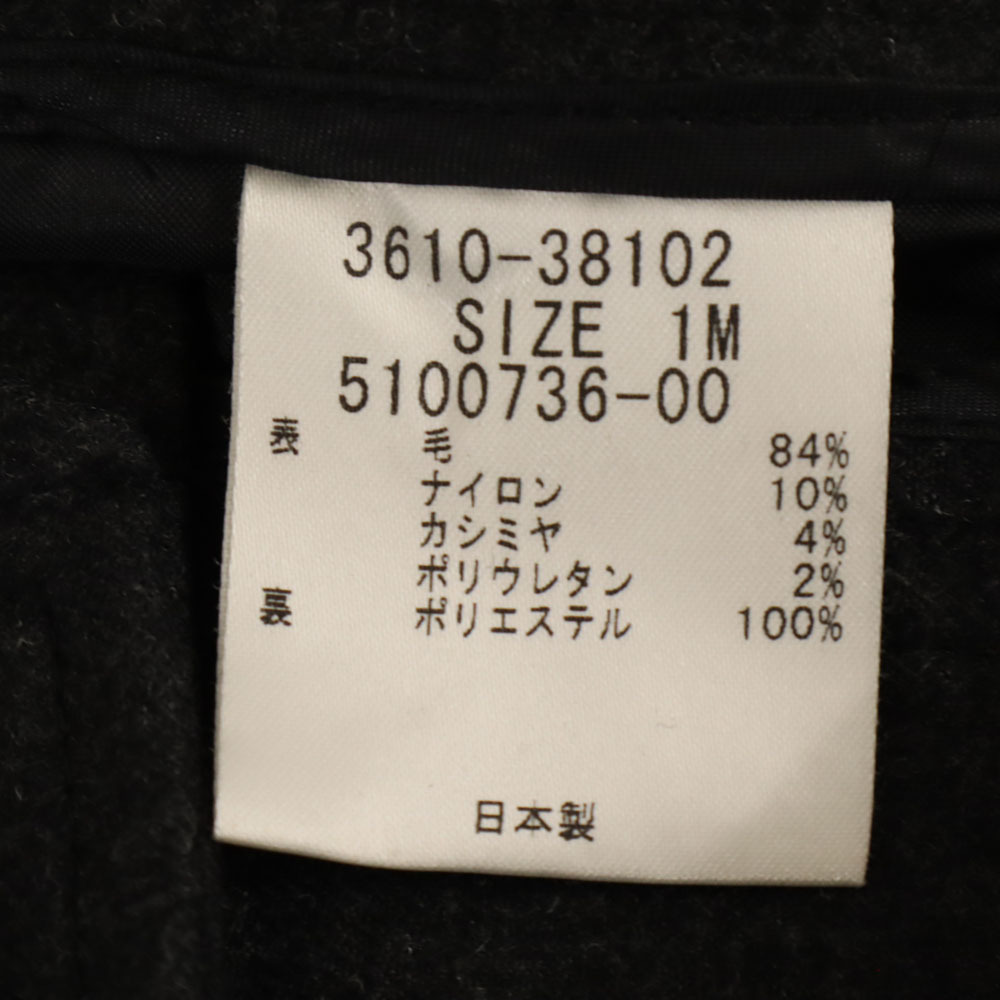 3610-38102
SIZE 1M
5100736-00
表 毛 84%
ナイロン 10%
カシミヤ 4%
ポリウレタン 2%
裏 ポリエステル 100%
日本製